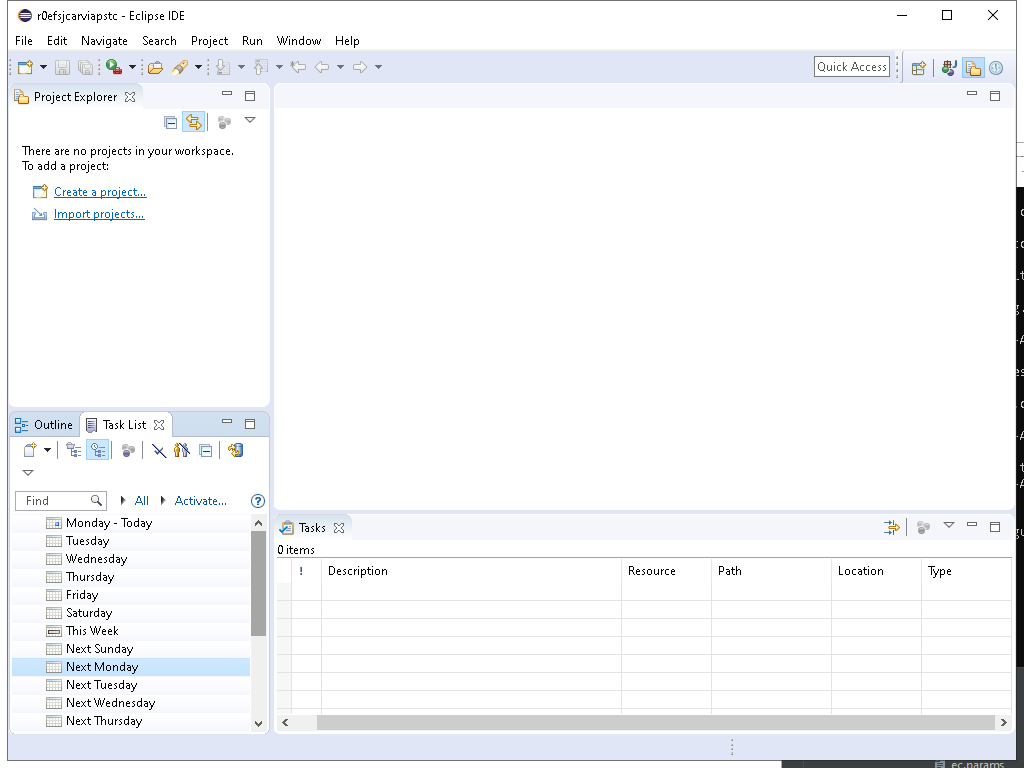 r0efsjcarviapstc - Eclipse IDE
File Edit Navigate Search Project Run Window Help
Quick Access
Project Explorer
There are no projects in your workspace.
To add a project:
Create a project...
Import projects...
Outline Task List
Find All Activate...
Monday - Today
Tuesday
Wednesday
Thursday
Friday
Saturday
This Week
Next Sunday
Next Monday
Next Tuesday
Next Wednesday
Next Thursday
Tasks
0 items
! Description Resource Path Location Type
ec.params